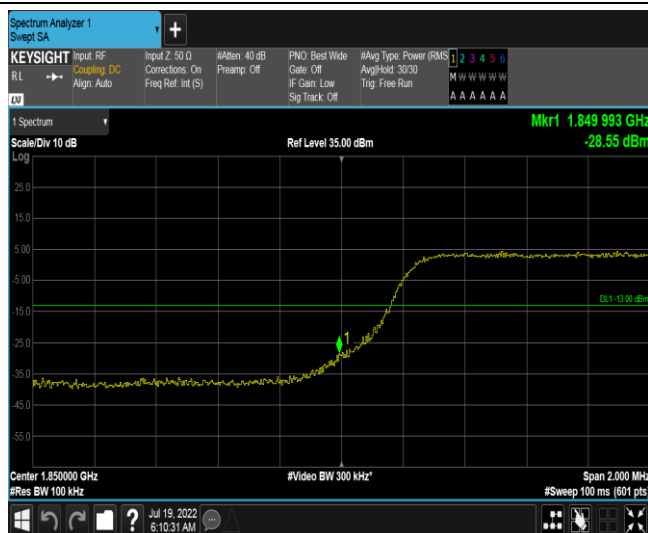 Spectrum Analyzer 1
Swept SA
KEYSIGHT Input: RF Input Z: 50 Ω #Atten: 40 dB PNO: Best Wide #Avg Type: Power (RMS 1 2 3 4 5 6
RL Coupling: DC Corrections: On Preamp: Off Gate: Off Avg|Hold: 30/30 M W W W W W
Align: Auto Freq Ref: Int (S) IF Gain: Low Trig: Free Run
Sig Track: Off A A A A A A
LXI
1 Spectrum Mkr1 1.849 993 GHz
Scale/Div 10 dB Ref Level 35.00 dBm -28.55 dBm
Log
25.0
15.0
5.00
-5.00
DL1 -13.00 dBm
-15.0
1
-25.0
-35.0
-45.0
-55.0
Center 1.850000 GHz #Video BW 300 kHz* Span 2.000 MHz
#Res BW 100 kHz #Sweep 100 ms (601 pts)
? Jul 19, 2022
6:10:31 AM